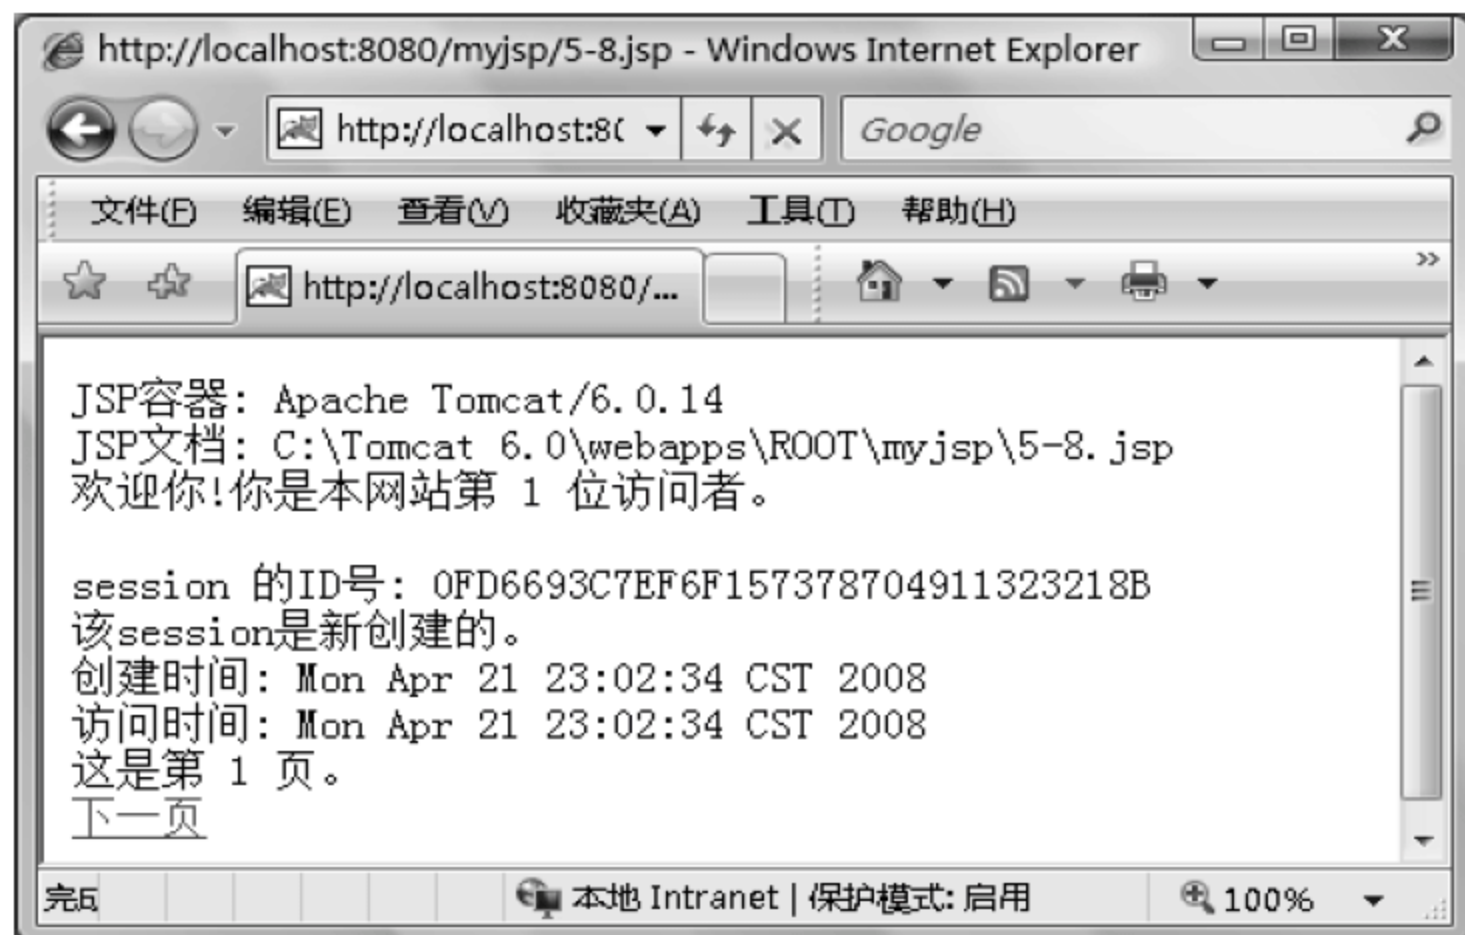 http://localhost:8080/myjsp/5-8.jsp - Windows Internet Explorer
http://localhost:8( Google
文件(F) 编辑(E) 查看(V) 收藏夹(A) 工具(T) 帮助(H)
http://localhost:8080/... »
JSP容器: Apache Tomcat/6.0.14
JSP文档: C:\Tomcat 6.0\webapps\ROOT\myjsp\5-8.jsp
欢迎你!你是本网站第 1 位访问者。
session 的ID号: 0FD6693C7EF6F157378704911323218B
该session是新创建的。
创建时间: Mon Apr 21 23:02:34 CST 2008
访问时间: Mon Apr 21 23:02:34 CST 2008
这是第 1 页。
下一页
完成 本地 Intranet | 保护模式: 启用 100%